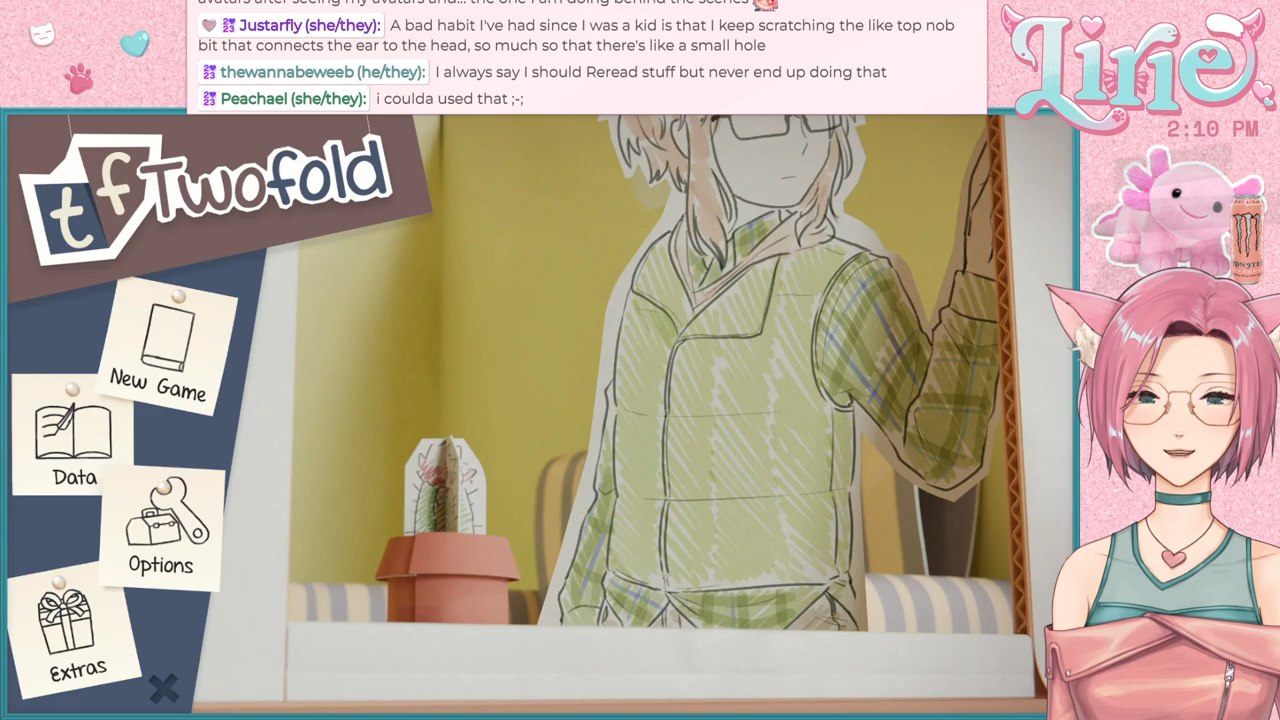 avatars after seeing my avatars and... the one I am doing behind the scenes
23 Justarfly (she/they): A bad habit I've had since I was a kid is that I keep scratching the like top nob
bit that connects the ear to the head, so much so that there's like a small hole
23 thewannabeweeb (he/they): I always say I should Reread stuff but never end up doing that
23 Peachael (she/they): i coulda used that ;-;
Lirie
2:10 PM
tf Twofold
New Game
Data
Options
Extras
MONSTER